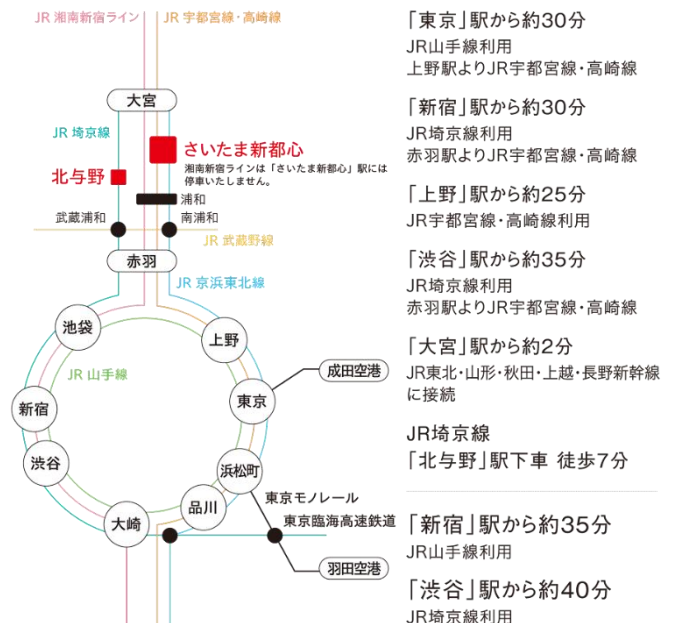 JR 湘南新宿ライン
JR 宇都宮線・高崎線
大宮
JR 埼京線
さいたま新都心
湘南新宿ラインは「さいたま新都心」駅には
停車いたしません。
北与野
浦和
武蔵浦和
南浦和
JR 武蔵野線
赤羽
JR 京浜東北線
池袋
上野
JR 山手線
成田空港
新宿
東京
渋谷
浜松町
品川
東京モノレール
大崎
東京臨海高速鉄道
羽田空港
「東京」駅から約30分
JR山手線利用
上野駅よりJR宇都宮線・高崎線
「新宿」駅から約30分
JR埼京線利用
赤羽駅よりJR宇都宮線・高崎線
「上野」駅から約25分
JR宇都宮線・高崎線利用
「渋谷」駅から約35分
JR埼京線利用
赤羽駅よりJR宇都宮線・高崎線
「大宮」駅から約2分
JR東北・山形・秋田・上越・長野新幹線
に接続
JR埼京線
「北与野」駅下車 徒歩7分
「新宿」駅から約35分
JR山手線利用
「渋谷」駅から約40分
JR埼京線利用